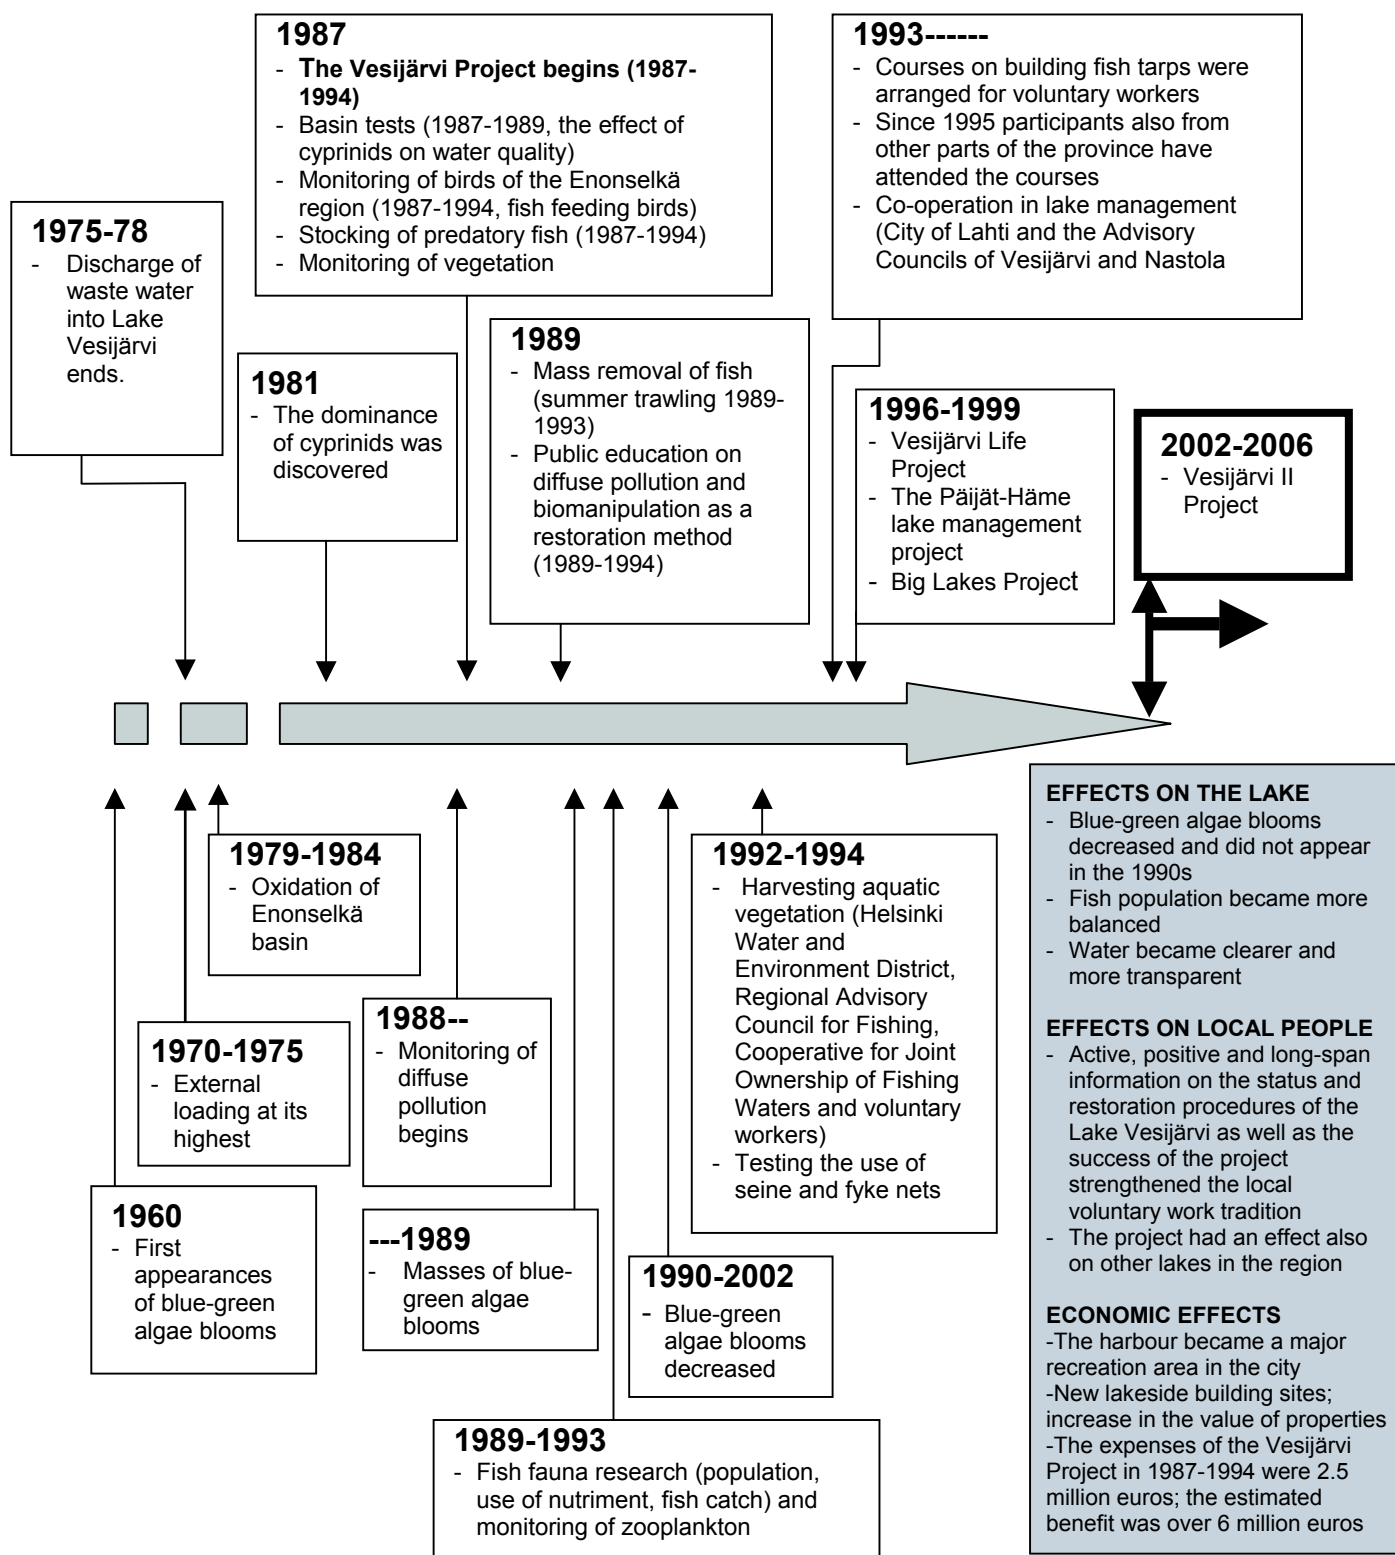 1987
- The Vesijärvi Project begins (1987-
1994)
- Basin tests (1987-1989, the effect of
cyprinids on water quality)
- Monitoring of birds of the Enonselkä
region (1987-1994, fish feeding birds)
- Stocking of predatory fish (1987-1994)
- Monitoring of vegetation
1993------
- Courses on building fish tarps were
arranged for voluntary workers
- Since 1995 participants also from
other parts of the province have
attended the courses
- Co-operation in lake management
(City of Lahti and the Advisory
Councils of Vesijärvi and Nastola
1975-78
- Discharge of
waste water
into Lake
Vesijärvi
ends.
1981
- The dominance
of cyprinids was
discovered
1989
- Mass removal of fish
(summer trawling 1989-
1993)
- Public education on
diffuse pollution and
biomanipulation as a
restoration method
(1989-1994)
1996-1999
- Vesijärvi Life
Project
- The Päijät-Häme
lake management
project
- Big Lakes Project
2002-2006
- Vesijärvi II
Project
1979-1984
- Oxidation of
Enonselkä
basin
1970-1975
- External
loading at its
highest
1960
- First
appearances
of blue-green
algae blooms
1988--
- Monitoring of
diffuse
pollution
begins
---1989
- Masses of blue-
green algae
blooms
1989-1993
- Fish fauna research (population,
use of nutriment, fish catch) and
monitoring of zooplankton
1990-2002
- Blue-green
algae blooms
decreased
1992-1994
- Harvesting aquatic
vegetation (Helsinki
Water and
Environment District,
Regional Advisory
Council for Fishing,
Cooperative for Joint
Ownership of Fishing
Waters and voluntary
workers)
- Testing the use of
seine and fyke nets
EFFECTS ON THE LAKE
- Blue-green algae blooms
decreased and did not appear
in the 1990s
- Fish population became more
balanced
- Water became clearer and
more transparent
EFFECTS ON LOCAL PEOPLE
- Active, positive and long-span
information on the status and
restoration procedures of the
Lake Vesijärvi as well as the
success of the project
strengthened the local
voluntary work tradition
- The project had an effect also
on other lakes in the region
ECONOMIC EFFECTS
-The harbour became a major
recreation area in the city
-New lakeside building sites;
increase in the value of properties
-The expenses of the Vesijärvi
Project in 1987-1994 were 2.5
million euros; the estimated
benefit was over 6 million euros